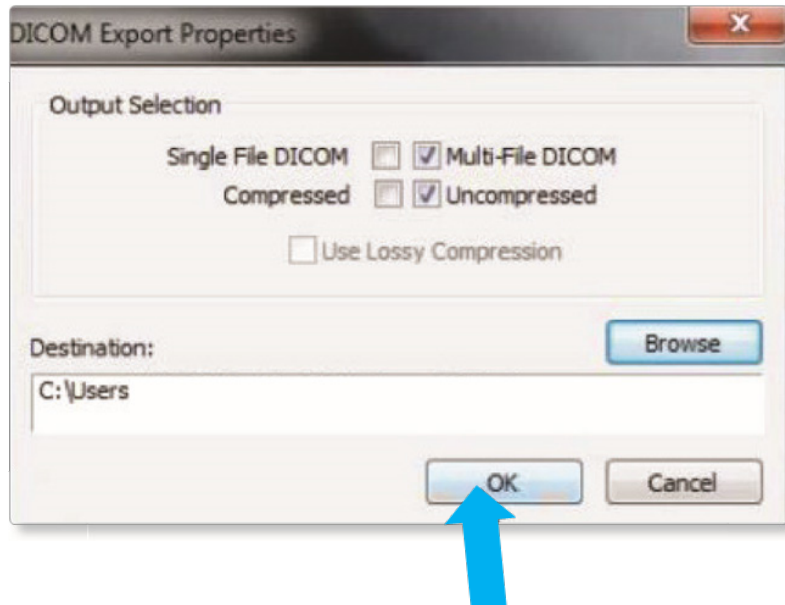 DICOM Export Properties
Output Selection
Single File DICOM Multi-File DICOM
Compressed Uncompressed
Use Lossy Compression
Destination:
Browse
C:\Users
OK Cancel